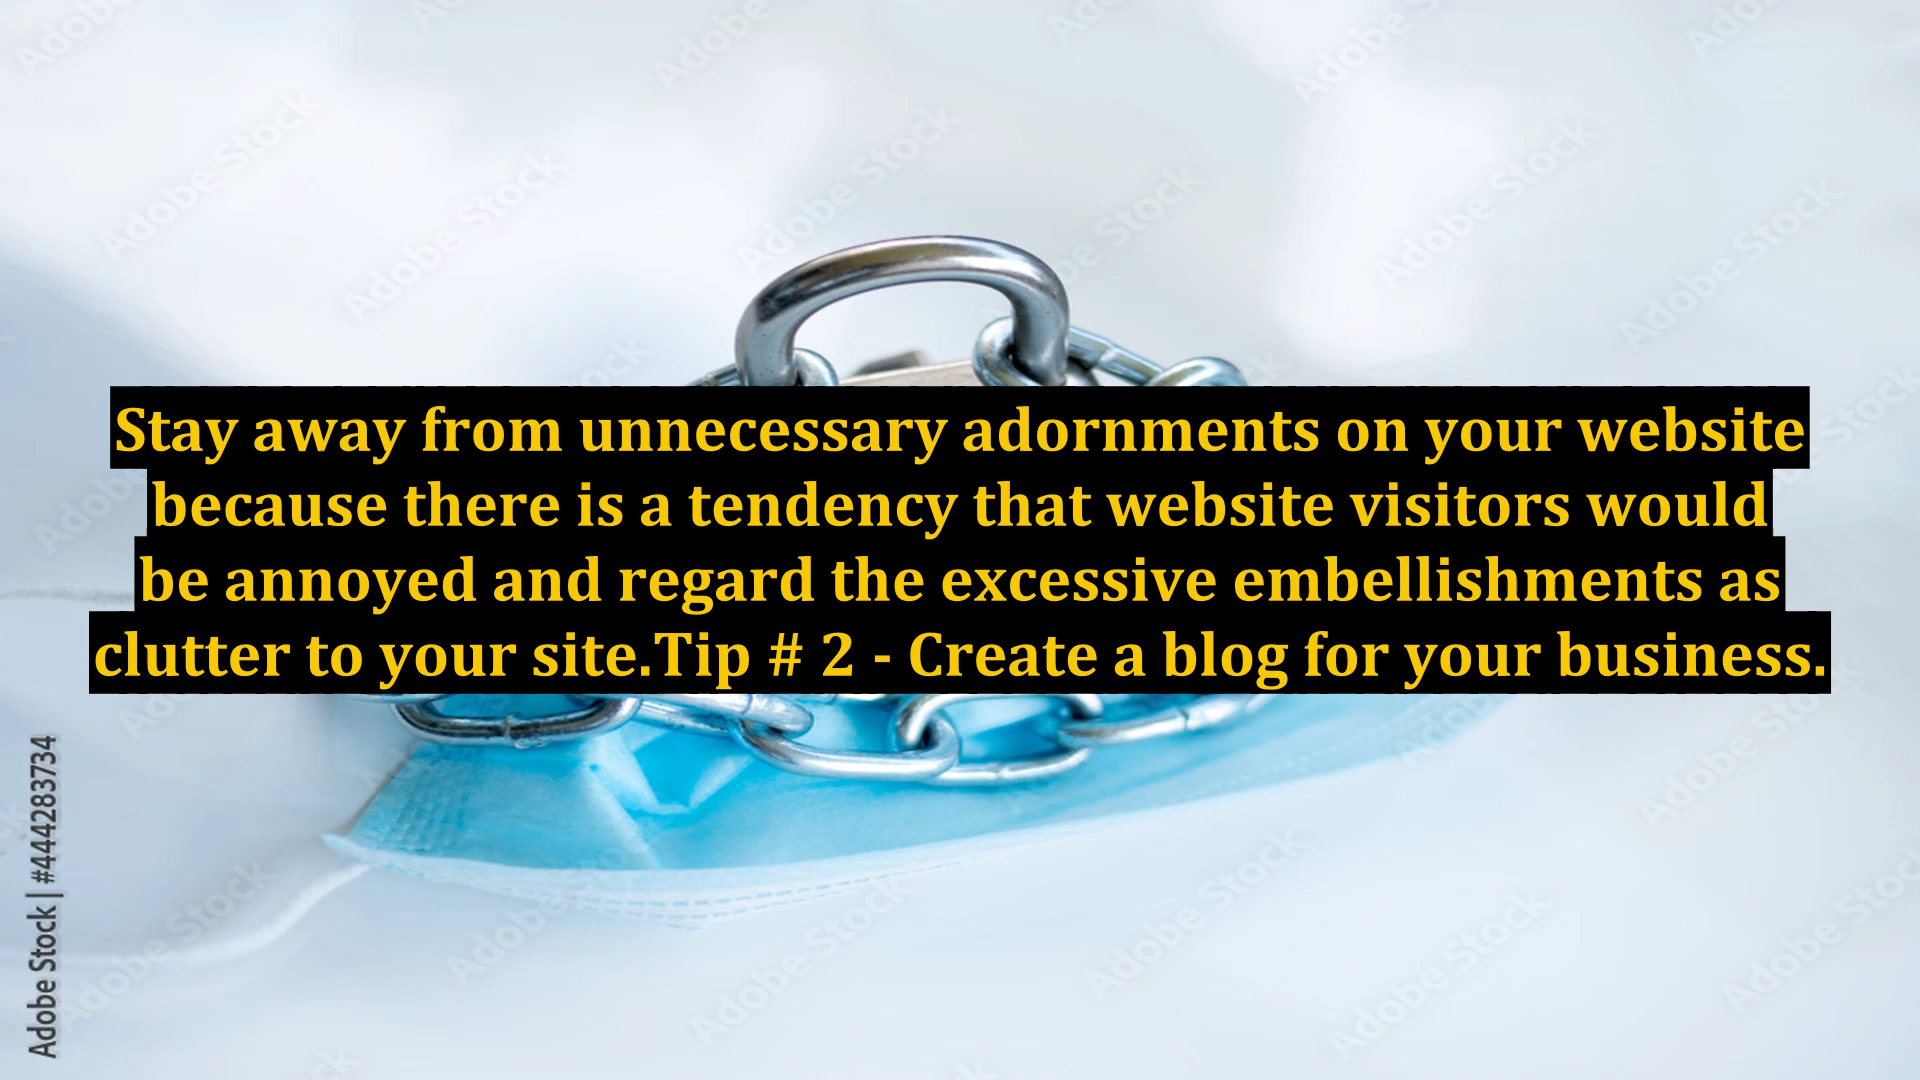 Stay away from unnecessary adornments on your website
because there is a tendency that website visitors would
be annoyed and regard the excessive embellishments as
clutter to your site.Tip # 2 - Create a blog for your business.
Adobe Stock | #444283734
Adobe Stock